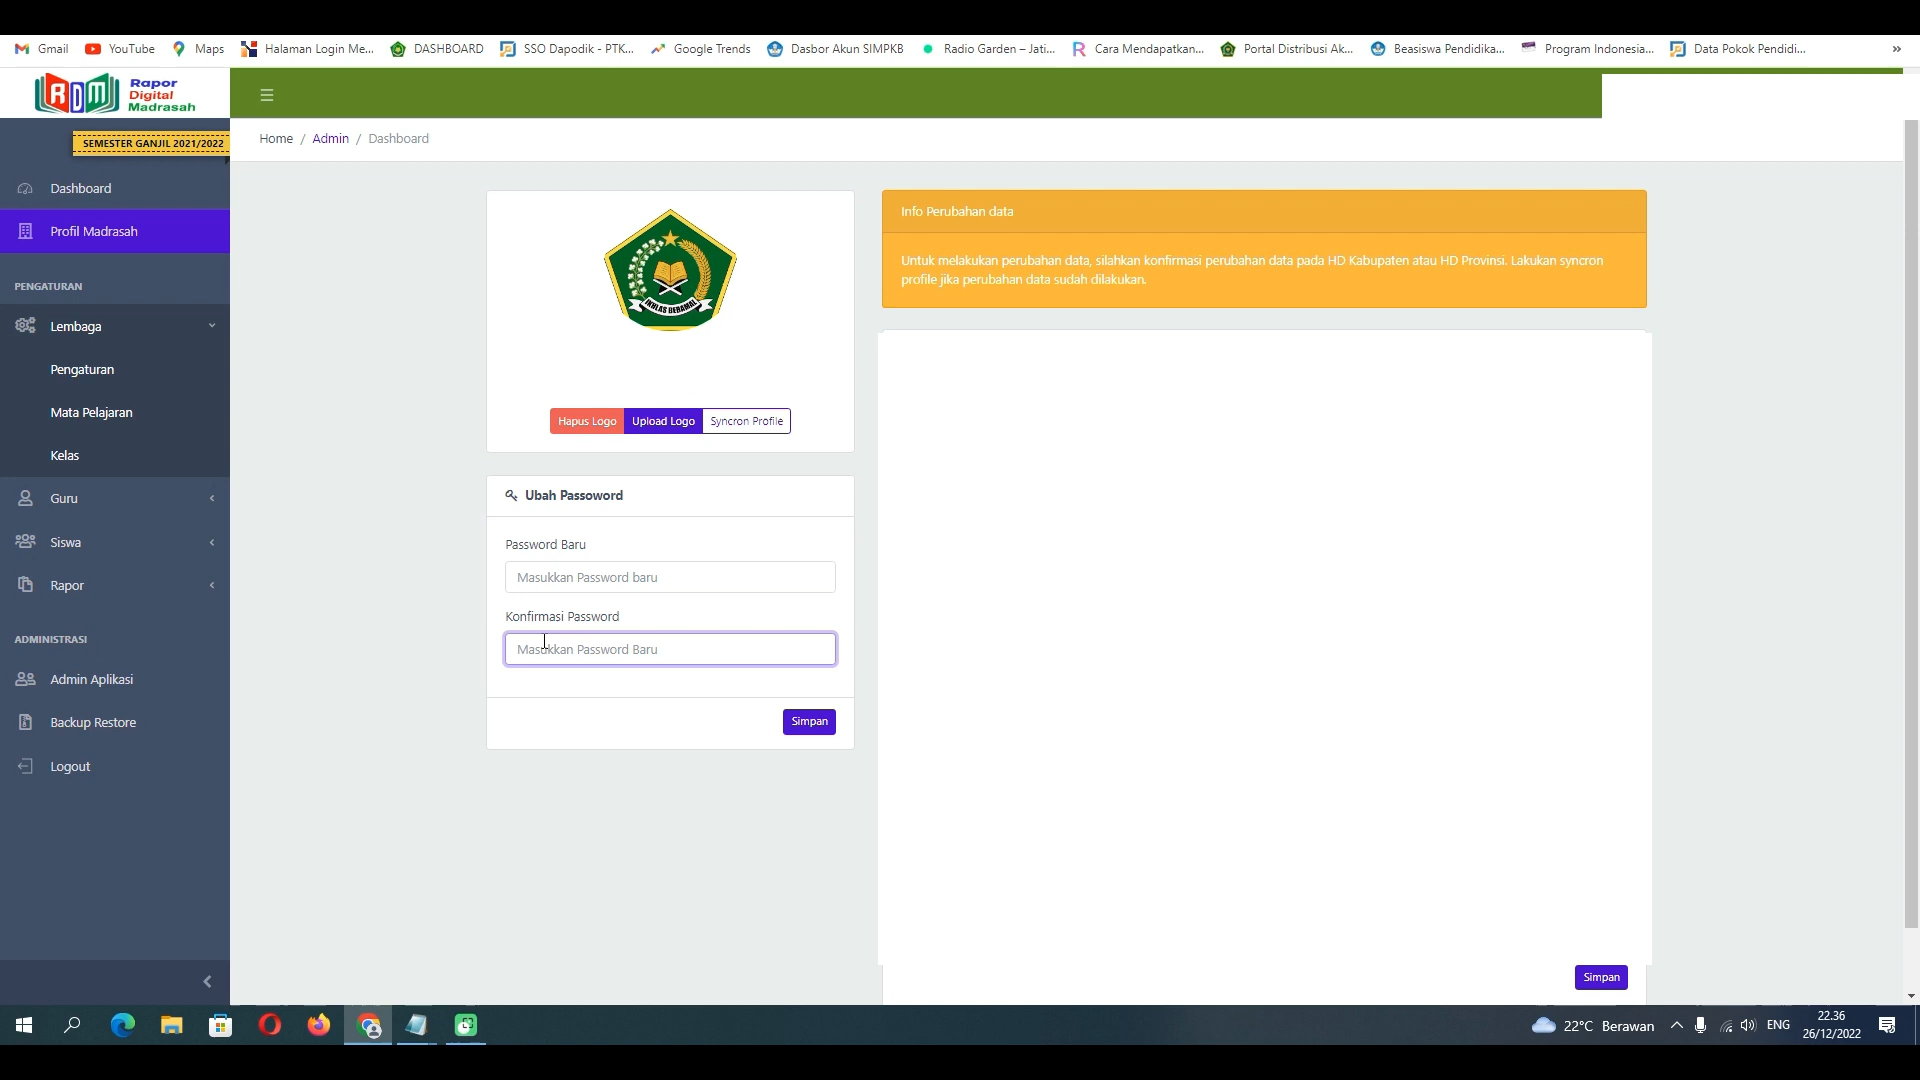 Gmail YouTube Maps Halaman Login Me... DASHBOARD SSO Dapodik - PTK... Google Trends Dasbor Akun SIMPKB Radio Garden – Jati... Cara Mendapatkan... Portal Distribusi Ak... Beasiswa Pendidika... Program Indonesia... Data Pokok Pendidi... »
RDM Rapor
Digital
Madrasah
SEMESTER GANJIL 2021/2022
Home / Admin / Dashboard
Dashboard
Profil Madrasah
PENGATURAN
Lembaga
Pengaturan
Mata Pelajaran
Kelas
Guru
Siswa
Rapor
ADMINISTRASI
Admin Aplikasi
Backup Restore
Logout
IKHLAS BERAMAL
Hapus Logo Upload Logo Syncron Profile
Ubah Passoword
Password Baru
Masukkan Password baru
Konfirmasi Password
Masukkan Password Baru
Simpan
Info Perubahan data
Untuk melakukan perubahan data, silahkan konfirmasi perubahan data pada HD Kabupaten atau HD Provinsi. Lakukan syncron
profile jika perubahan data sudah dilakukan.
Simpan
22°C Berawan ENG 22.36
26/12/2022